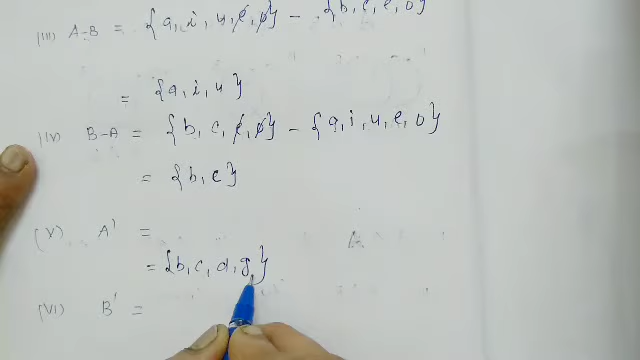 (III) A-B = {a, i, u, e, o} - {b, c, e, o}
= {a, i, u}
(IV) B-A = {b, c, e, o} - {a, i, u, e, o}
= {b, c}
(V) A' =
= {b, c, d, g,}
(VI) B' =